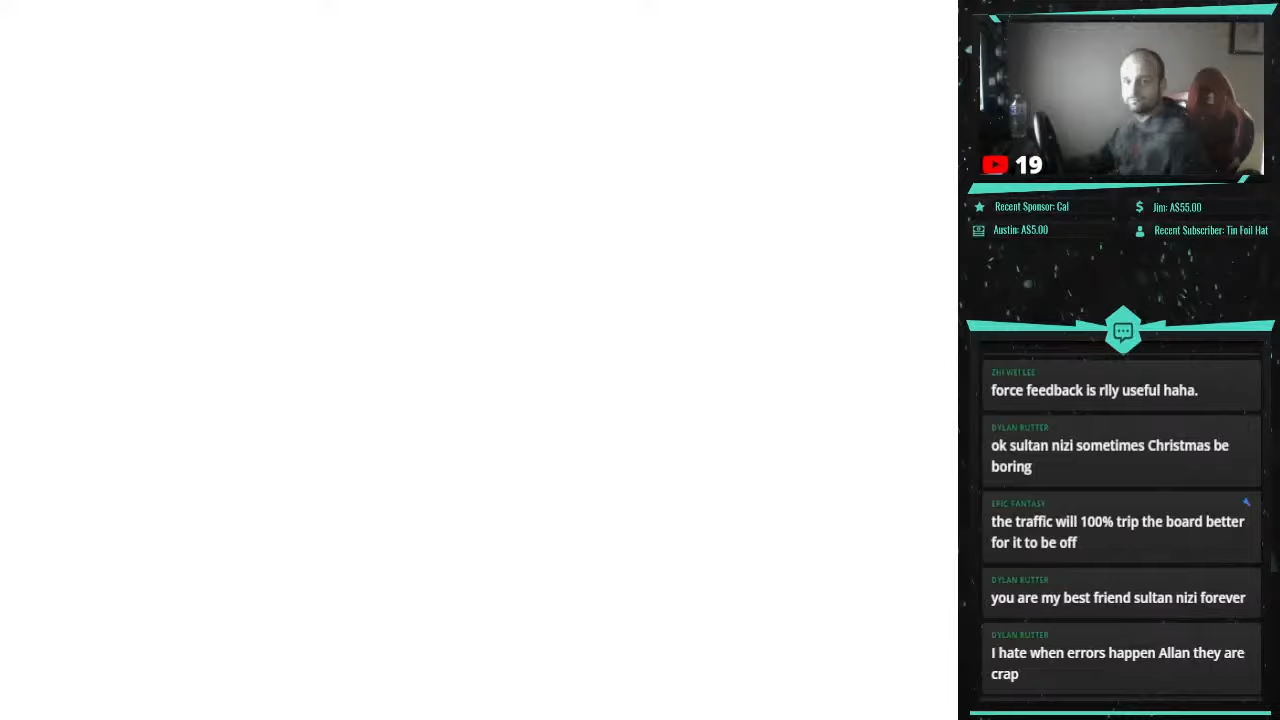 19
Recent Sponsor: Cal
Jim: A$55.00
Austin: A$5.00
Recent Subscriber: Tin Foil Hat
ZHI WEI LEE
force feedback is rlly useful haha.
DYLAN RUTTER
ok sultan nizi sometimes Christmas be
boring
EPIC FANTASY
the traffic will 100% trip the board better
for it to be off
DYLAN RUTTER
you are my best friend sultan nizi forever
DYLAN RUTTER
I hate when errors happen Allan they are
crap